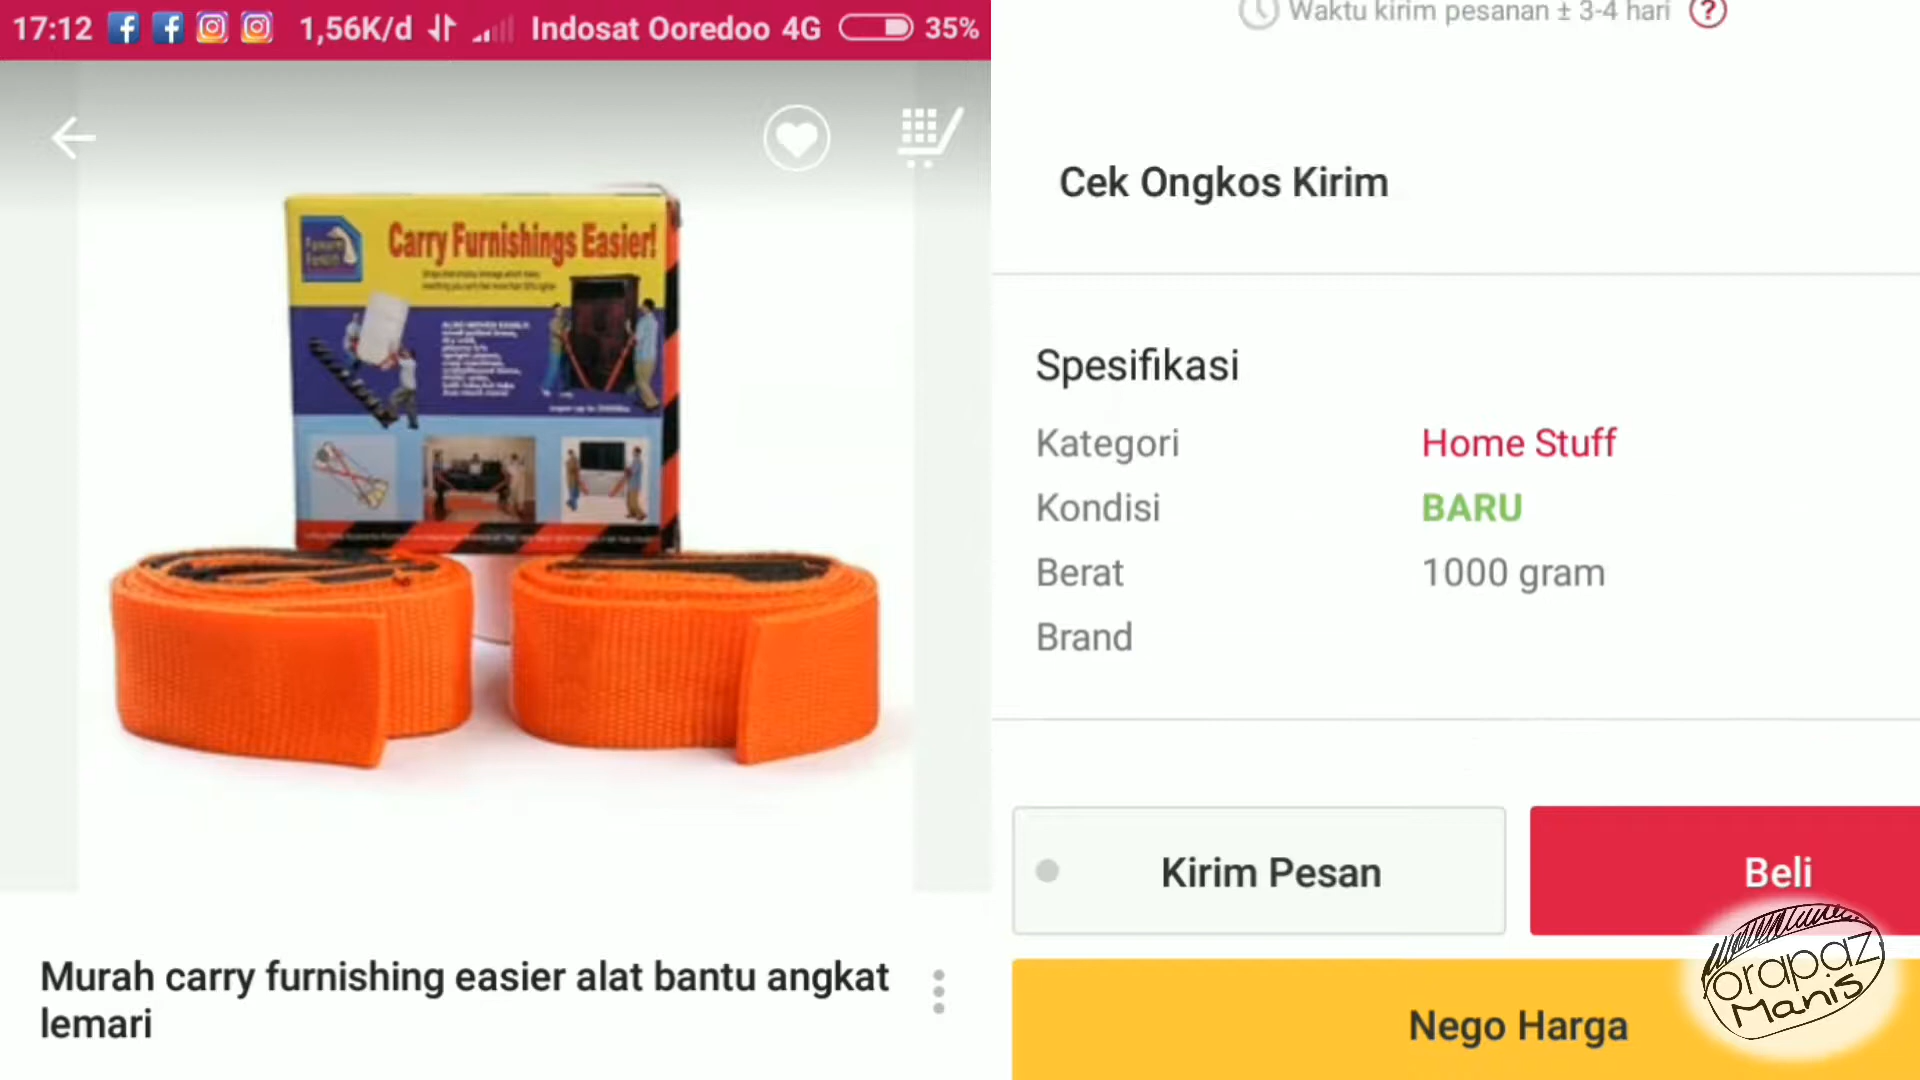 17:12 1,56K/d Indosat Ooredoo 4G 35%
Carry Furnishings Easier!
Murah carry furnishing easier alat bantu angkat
lemari
Waktu kirim pesanan ± 3-4 hari ?
Cek Ongkos Kirim
Spesifikasi
Kategori Home Stuff
Kondisi BARU
Berat 1000 gram
Brand
Kirim Pesan Beli
Nego Harga
orapaz
Manis